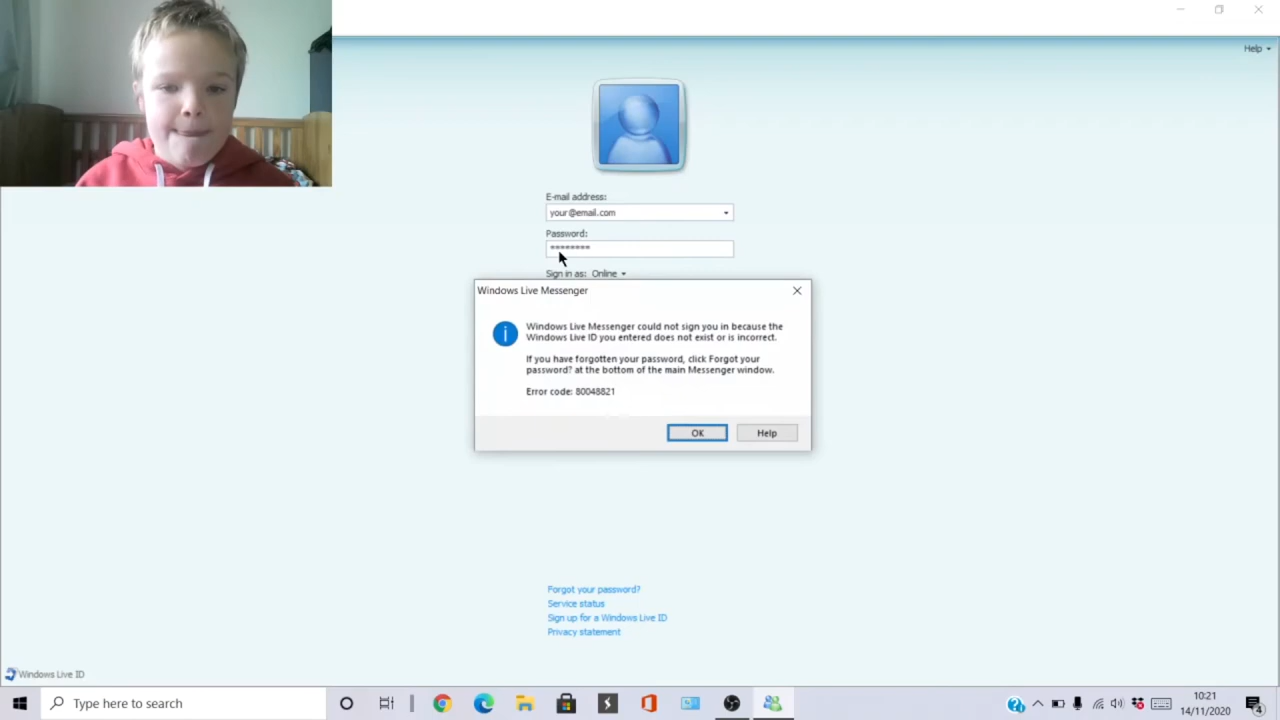 Help
E-mail address:
your@email.com
Password:
********
Sign in as: Online
Windows Live Messenger
Windows Live Messenger could not sign you in because the
Windows Live ID you entered does not exist or is incorrect.
If you have forgotten your password, click Forgot your
password? at the bottom of the main Messenger window.
Error code: 80048821
OK
Help
Forgot your password?
Service status
Sign up for a Windows Live ID
Privacy statement
Windows Live ID
Type here to search
10:21
14/11/2020
4